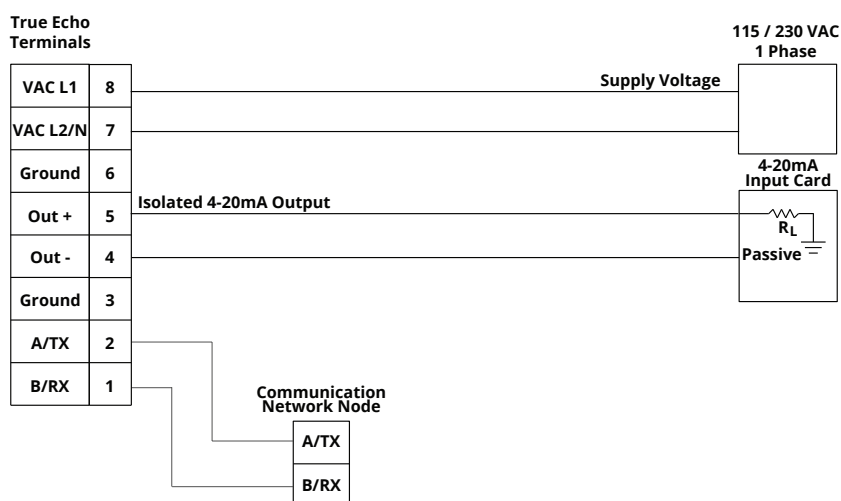 True Echo
Terminals
115 / 230 VAC
1 Phase
VAC L1 8
Supply Voltage
VAC L2/N 7
Ground 6
4-20mA
Input Card
Out + 5
Isolated 4-20mA Output
RL
Out - 4
Passive
Ground 3
A/TX 2
B/RX 1
Communication
Network Node
A/TX
B/RX